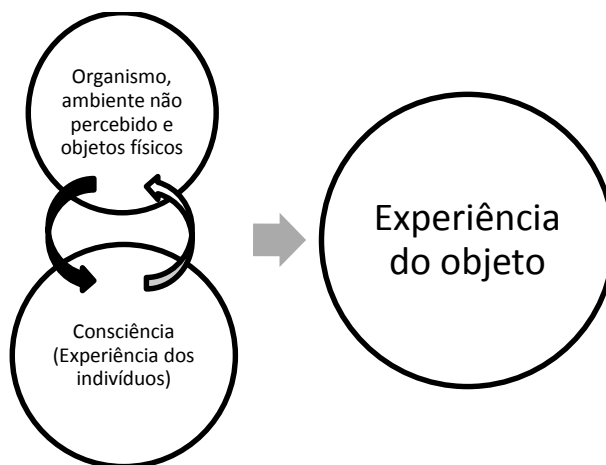 Organismo,
ambiente não
percebido e
objetos físicos
Consciência
(Experiência dos
indivíduos)
Experiência
do objeto